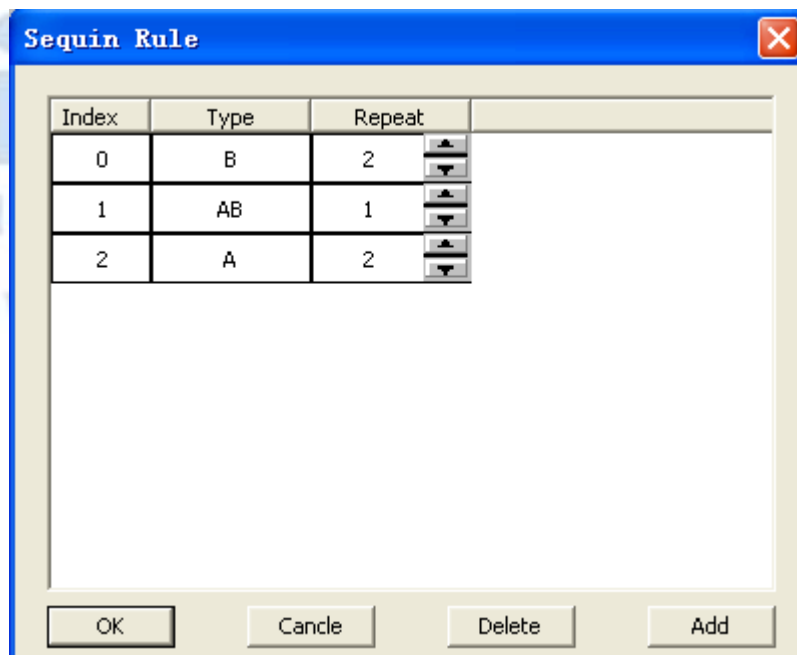 Sequin Rule
Index Type Repeat
0 B 2
1 AB 1
2 A 2
OK Cancle Delete Add